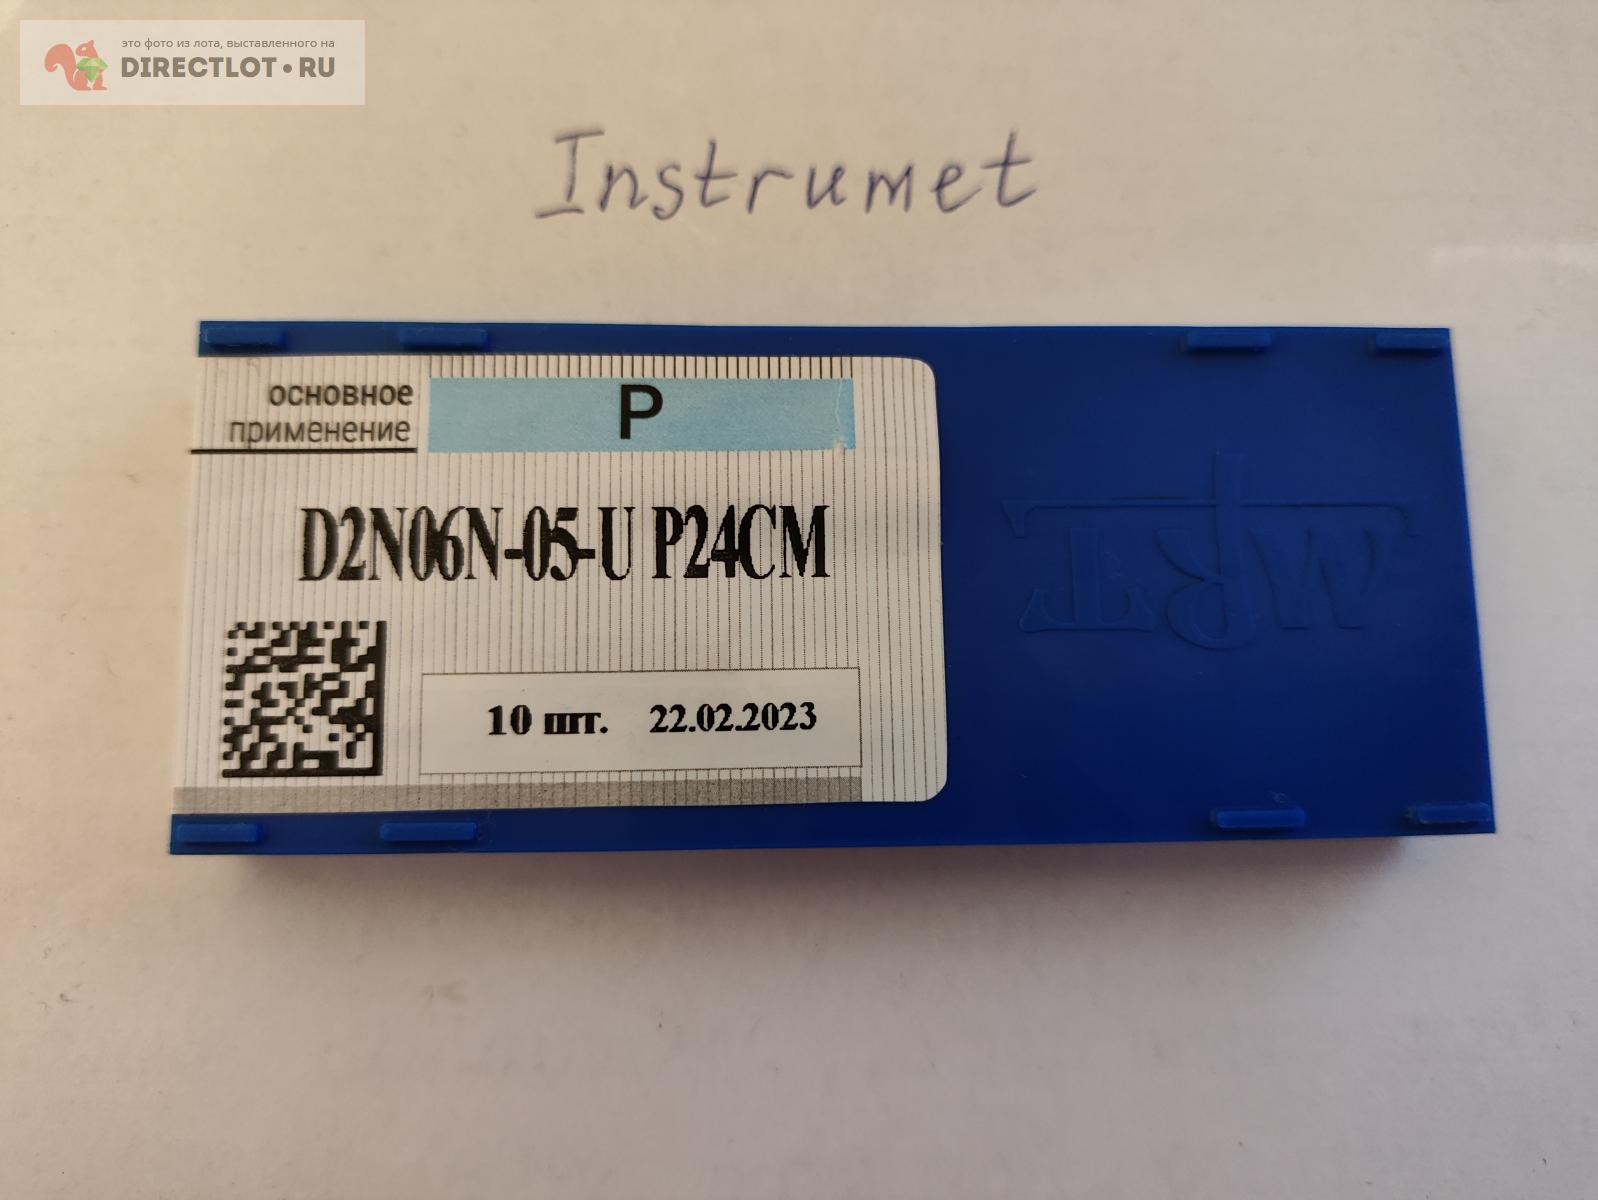 это фото из лота, выставленного на
DIRECTLOT.RU
Instrumet
основное
применение
P
D2N06N-05-U P24CM
10 шт. 22.02.2023